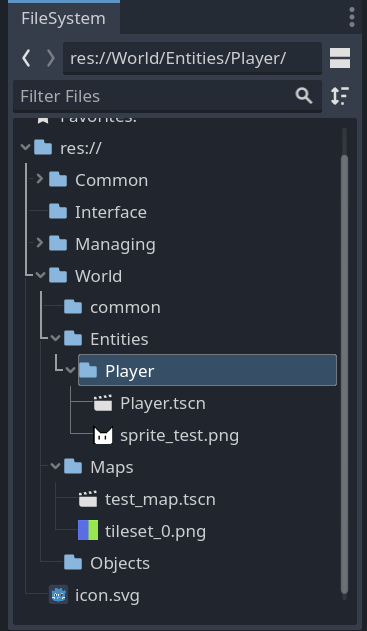 FileSystem
res://World/Entities/Player/
Filter Files
Favorites:
res://
Common
Interface
Managing
World
common
Entities
Player
Player.tscn
sprite_test.png
Maps
test_map.tscn
tileset_0.png
Objects
icon.svg